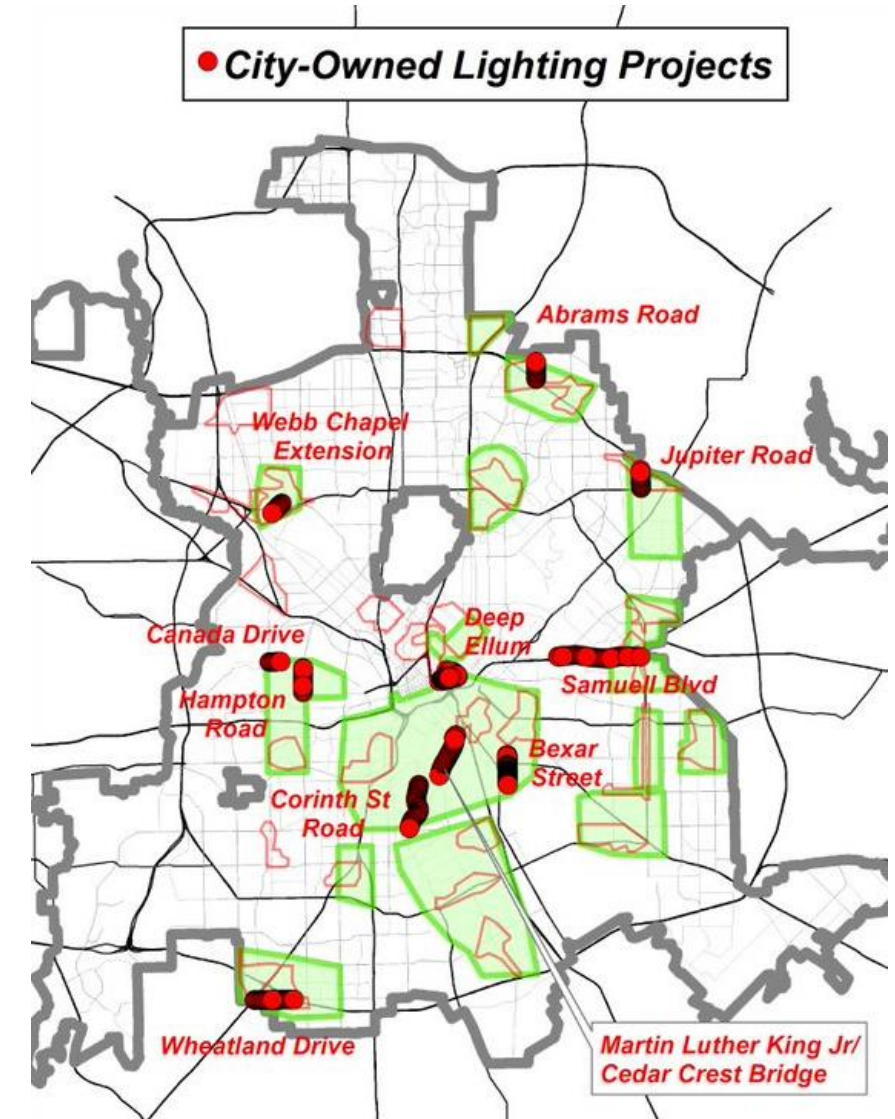 City-Owned Lighting Projects
Abrams Road
Webb Chapel
Extension
Jupiter Road
Deep
Ellum
Canada Drive
Samuell Blvd
Hampton
Road
Bexar
Street
Corinth St
Road
Martin Luther King Jr/
Cedar Crest Bridge
Wheatland Drive